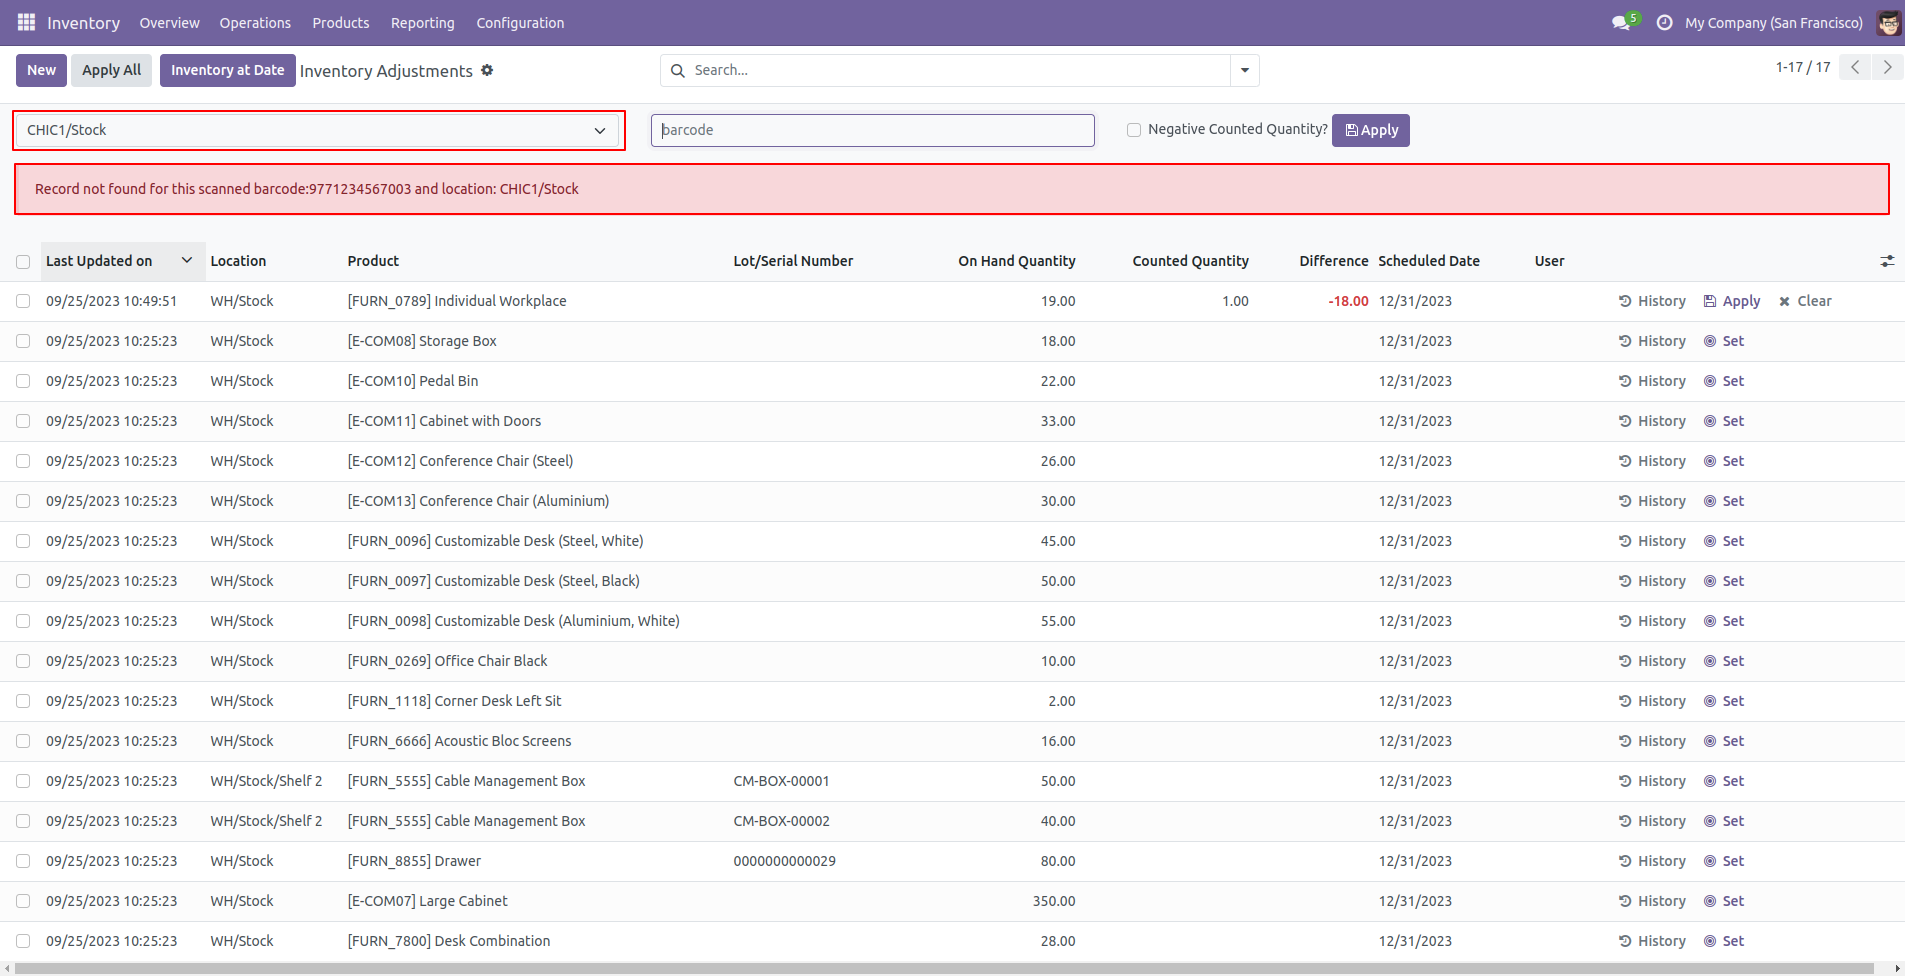 Inventory Overview Operations Products Reporting Configuration 5 My Company (San Francisco)
New Apply All Inventory at Date Inventory Adjustments Search... 1-17 / 17
CHIC1/Stock barcode Negative Counted Quantity? Apply
Record not found for this scanned barcode:9771234567003 and location: CHIC1/Stock
Last Updated on Location Product Lot/Serial Number On Hand Quantity Counted Quantity Difference Scheduled Date User
09/25/2023 10:49:51 WH/Stock [FURN_0789] Individual Workplace 19.00 1.00 -18.00 12/31/2023 History Apply Clear
09/25/2023 10:25:23 WH/Stock [E-COM08] Storage Box 18.00 12/31/2023 History Set
09/25/2023 10:25:23 WH/Stock [E-COM10] Pedal Bin 22.00 12/31/2023 History Set
09/25/2023 10:25:23 WH/Stock [E-COM11] Cabinet with Doors 33.00 12/31/2023 History Set
09/25/2023 10:25:23 WH/Stock [E-COM12] Conference Chair (Steel) 26.00 12/31/2023 History Set
09/25/2023 10:25:23 WH/Stock [E-COM13] Conference Chair (Aluminium) 30.00 12/31/2023 History Set
09/25/2023 10:25:23 WH/Stock [FURN_0096] Customizable Desk (Steel, White) 45.00 12/31/2023 History Set
09/25/2023 10:25:23 WH/Stock [FURN_0097] Customizable Desk (Steel, Black) 50.00 12/31/2023 History Set
09/25/2023 10:25:23 WH/Stock [FURN_0098] Customizable Desk (Aluminium, White) 55.00 12/31/2023 History Set
09/25/2023 10:25:23 WH/Stock [FURN_0269] Office Chair Black 10.00 12/31/2023 History Set
09/25/2023 10:25:23 WH/Stock [FURN_1118] Corner Desk Left Sit 2.00 12/31/2023 History Set
09/25/2023 10:25:23 WH/Stock [FURN_6666] Acoustic Bloc Screens 16.00 12/31/2023 History Set
09/25/2023 10:25:23 WH/Stock/Shelf 2 [FURN_5555] Cable Management Box CM-BOX-00001 50.00 12/31/2023 History Set
09/25/2023 10:25:23 WH/Stock/Shelf 2 [FURN_5555] Cable Management Box CM-BOX-00002 40.00 12/31/2023 History Set
09/25/2023 10:25:23 WH/Stock [FURN_8855] Drawer 0000000000029 80.00 12/31/2023 History Set
09/25/2023 10:25:23 WH/Stock [E-COM07] Large Cabinet 350.00 12/31/2023 History Set
09/25/2023 10:25:23 WH/Stock [FURN_7800] Desk Combination 28.00 12/31/2023 History Set